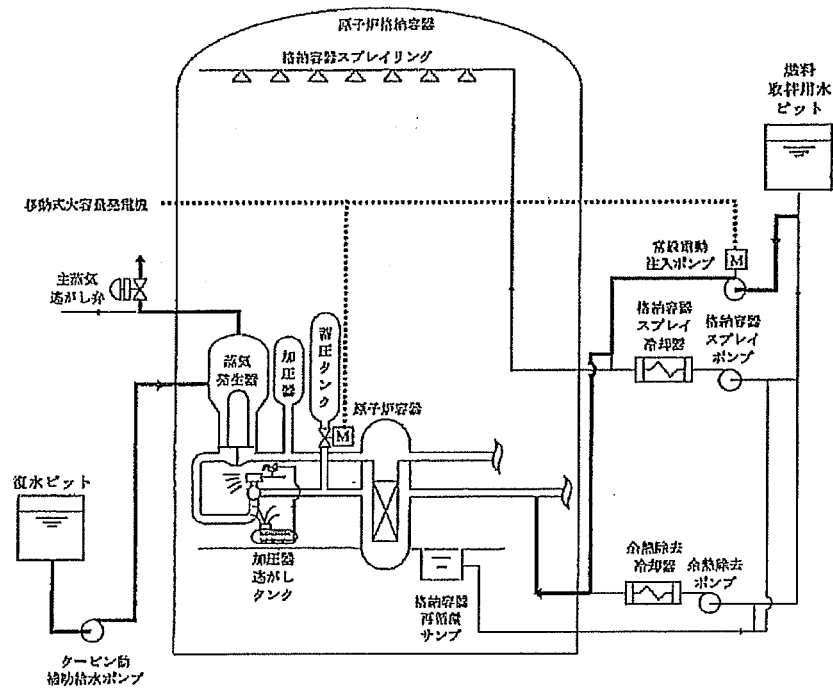 原子炉格納容器
格納容器スプレイリング
燃料
取替用水
ピット
移動式大容量発電機
常設電動
注入ポンプ
M
主蒸気
逃がし弁
格納容器
スプレイ
冷却器
格納容器
スプレイ
ポンプ
蒸気
発生器
加圧器
蓄圧タンク
原子炉容器
M
復水ピット
加圧器
逃がし
タンク
格納容器
再循環
サンプ
余熱除去
冷却器
余熱除去
ポンプ
タービン動
補助給水ポンプ